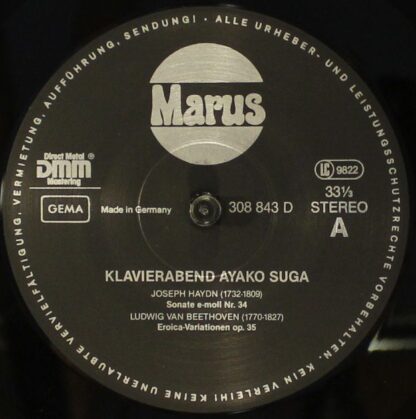 ALLE URHEBER- UND LEISTUNGSSCHUTZRECHTE VORBEHALTEN. KEIN VERLEIH! KEINE UNERLAUBTE VERVIELFÄLTIGUNG, VERMIETUNG, AUFFÜHRUNG, SENDUNG! ·
Marus
Direct Metal ®
DMM
Mastering
LC 9822
GEMA
Made in Germany
308 843 D
33⅓
STEREO
A
KLAVIERABEND AYAKO SUGA
JOSEPH HAYDN (1732-1809)
Sonate e-moll Nr. 34
LUDWIG VAN BEETHOVEN (1770-1827)
Eroica-Variationen op. 35